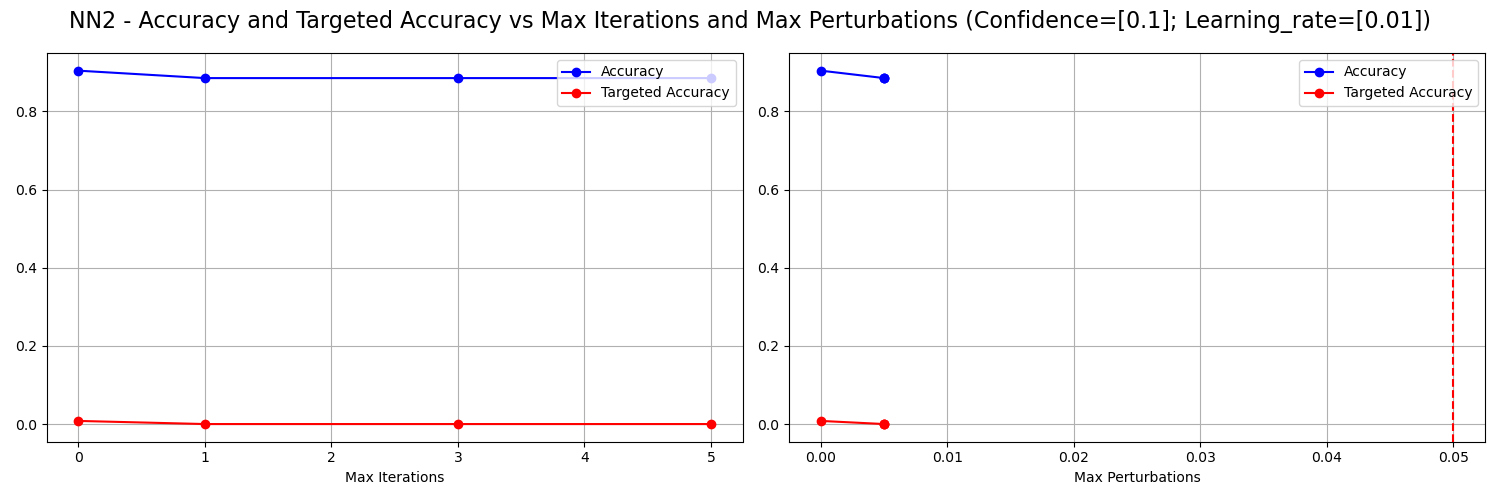 NN2 - Accuracy and Targeted Accuracy vs Max Iterations and Max Perturbations (Confidence=[0.1]; Learning_rate=[0.01])
Accuracy
Targeted Accuracy
0.8
0.6
0.4
0.2
0.0
0 1 2 3 4 5
Max Iterations
Accuracy
Targeted Accuracy
0.8
0.6
0.4
0.2
0.0
0.00 0.01 0.02 0.03 0.04 0.05
Max Perturbations